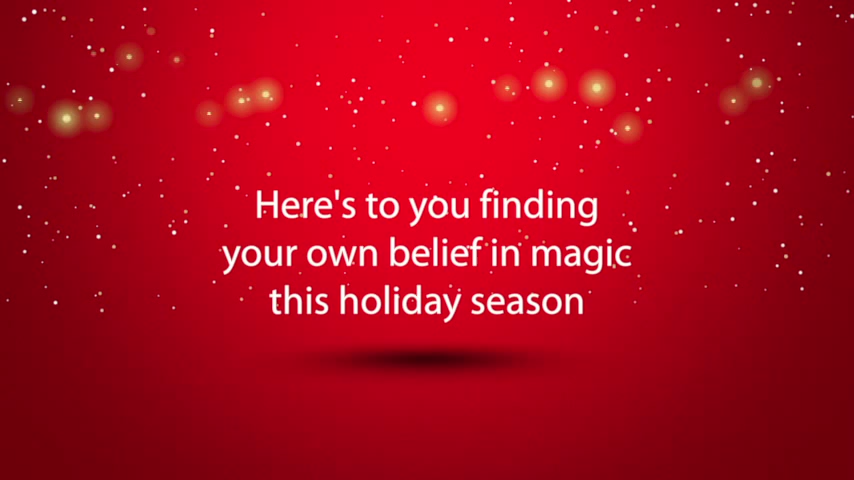 Here's to you finding
your own belief in magic
this holiday season